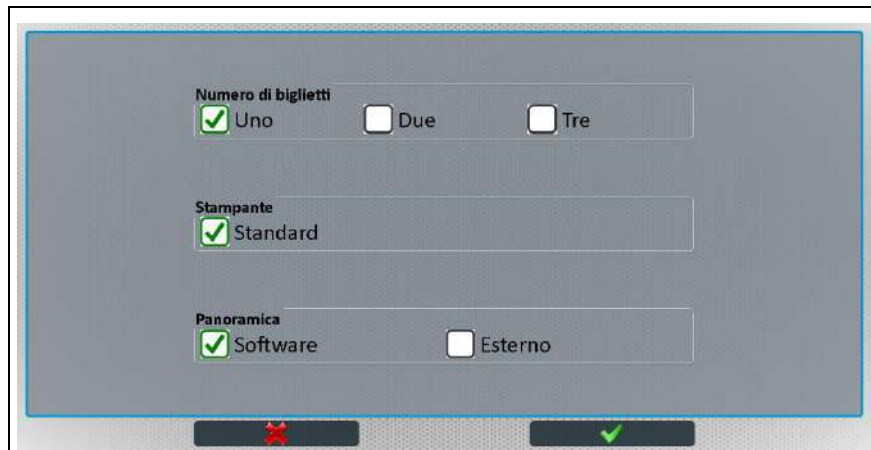 Numero di biglietti
Uno Due Tre
Stampante
Standard
Panoramica
Software Esterno